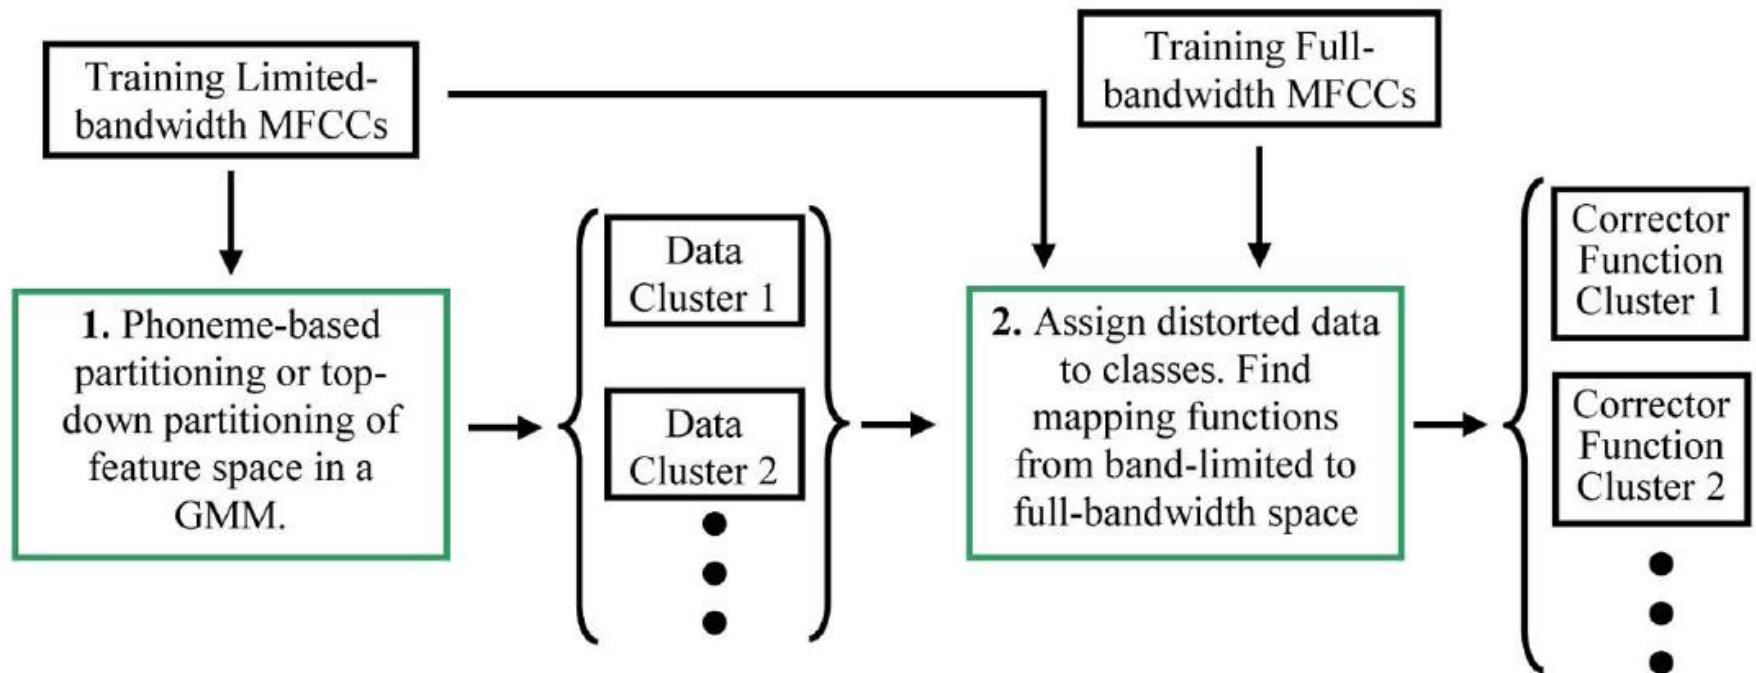 Training Limited-
bandwidth MFCCs
Training Full-
bandwidth MFCCs
1. Phoneme-based
partitioning or top-
down partitioning of
feature space in a
GMM.
Data
Cluster 1
Data
Cluster 2
2. Assign distorted data
to classes. Find
mapping functions
from band-limited to
full-bandwidth space
Corrector
Function
Cluster 1
Corrector
Function
Cluster 2